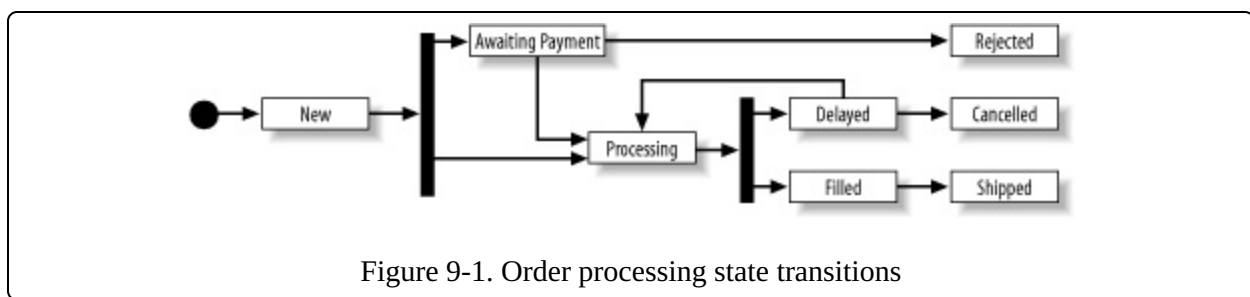 Awaiting Payment
Rejected
New
Delayed
Cancelled
Processing
Filled
Shipped
Figure 9-1. Order processing state transitions